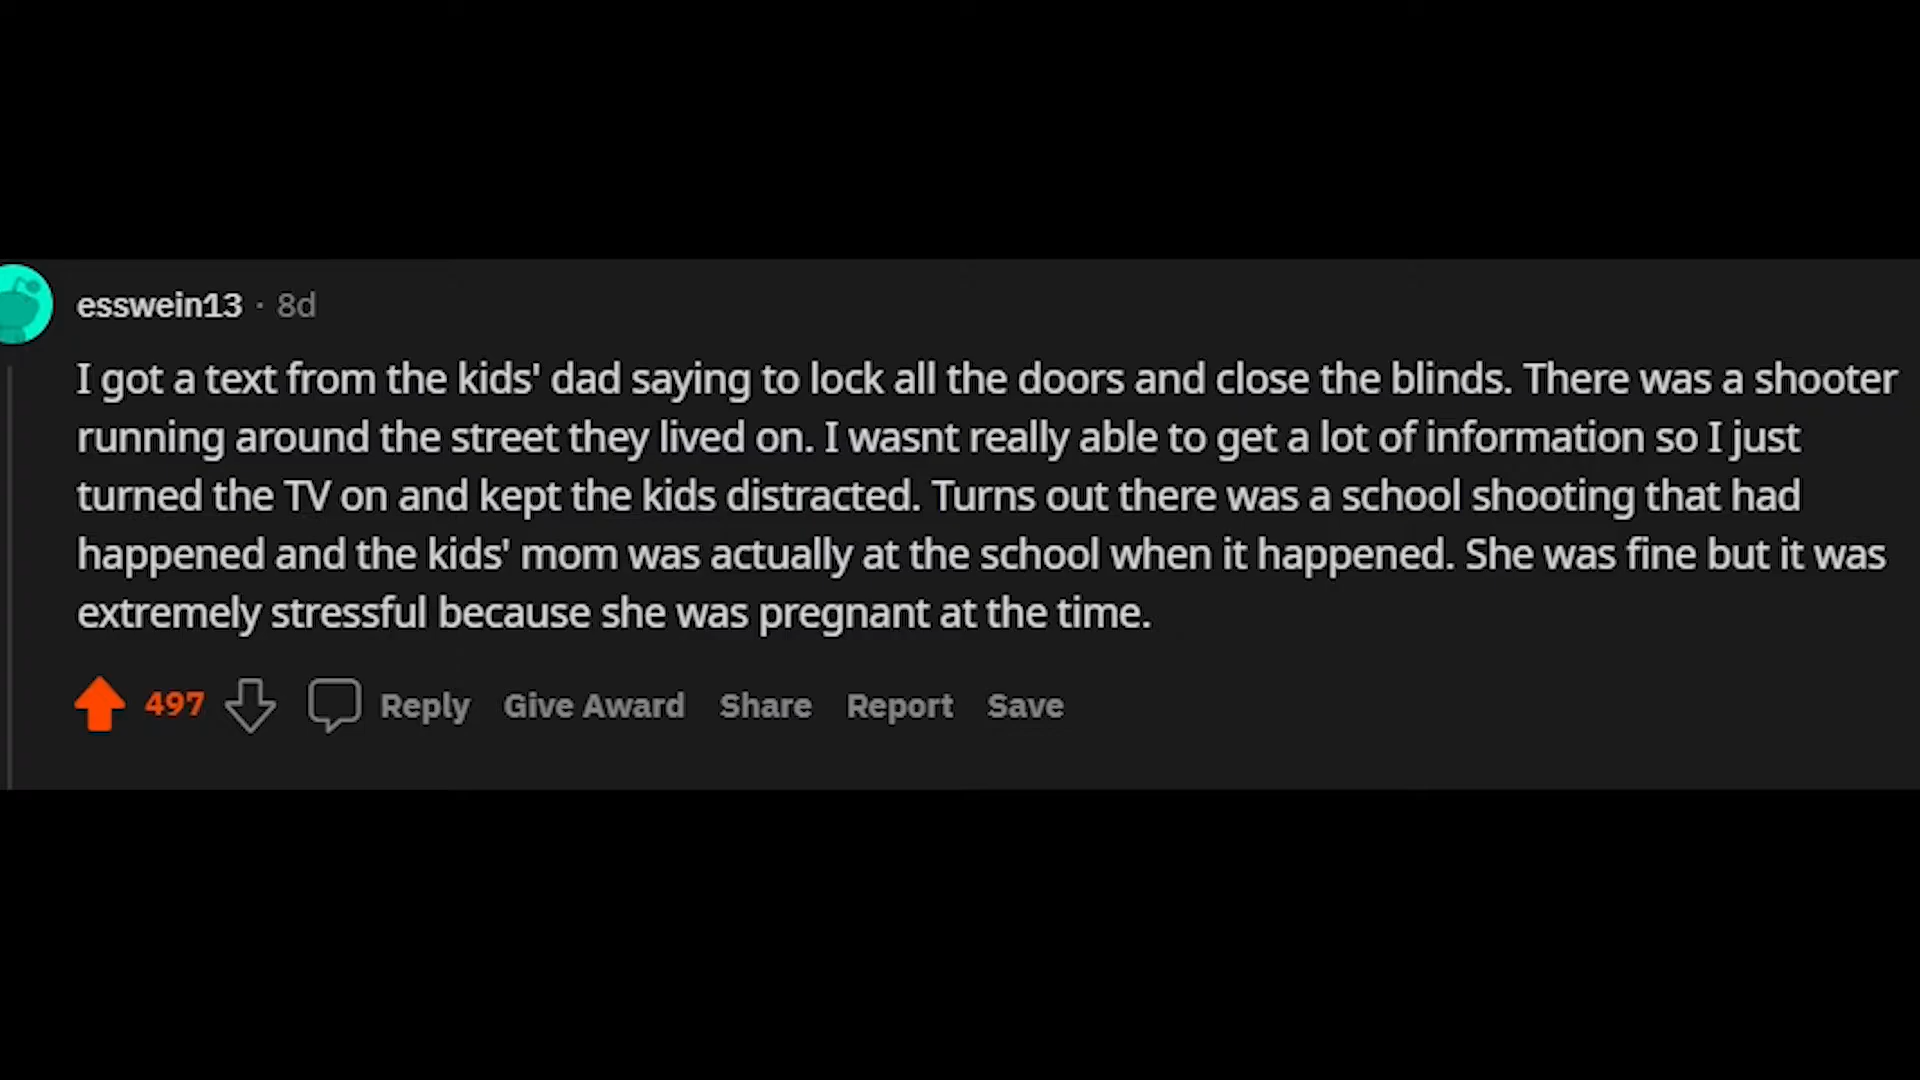 esswein13 · 8d
I got a text from the kids' dad saying to lock all the doors and close the blinds. There was a shooter
running around the street they lived on. I wasnt really able to get a lot of information so I just
turned the TV on and kept the kids distracted. Turns out there was a school shooting that had
happened and the kids' mom was actually at the school when it happened. She was fine but it was
extremely stressful because she was pregnant at the time.
497 Reply Give Award Share Report Save